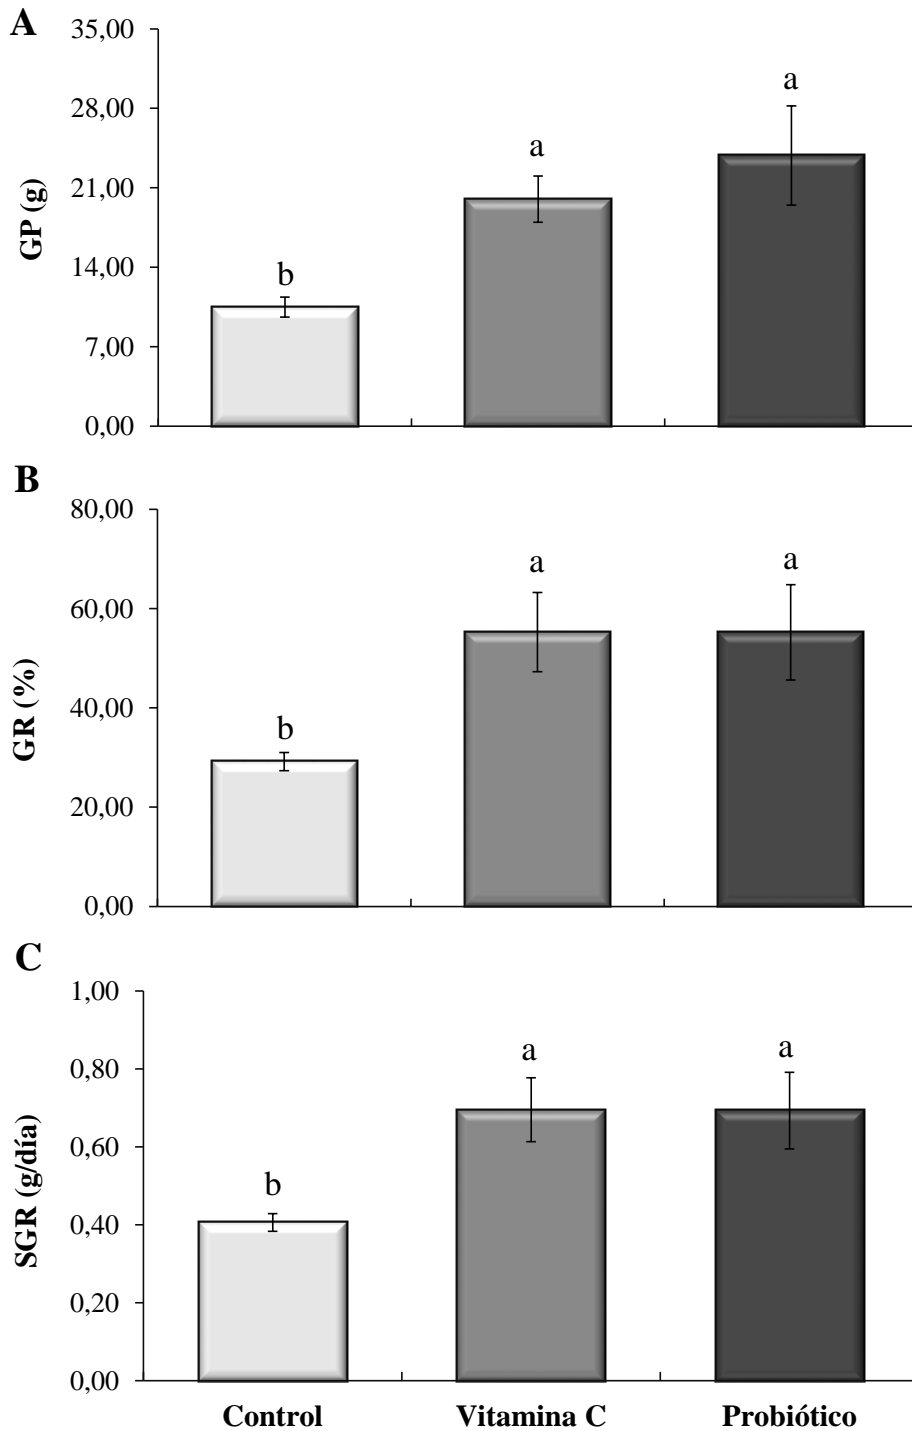 A
35,00
28,00
21,00
14,00
7,00
0,00
GP (g)
b
a
a
B
80,00
60,00
40,00
20,00
0,00
GR (%)
b
a
a
C
1,00
0,80
0,60
0,40
0,20
0,00
SGR (g/día)
b
a
a
Control Vitamina C Probiótico